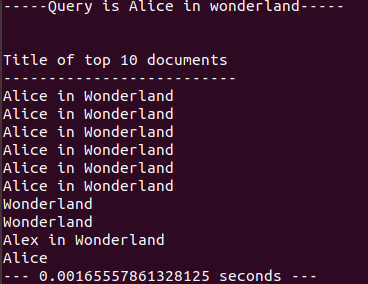 -----Query is Alice in wonderland-----
Title of top 10 documents
--------------------------
Alice in Wonderland
Alice in Wonderland
Alice in Wonderland
Alice in Wonderland
Alice in Wonderland
Alice in Wonderland
Wonderland
Wonderland
Alex in Wonderland
Alice
--- 0.00165557861328125 seconds ---